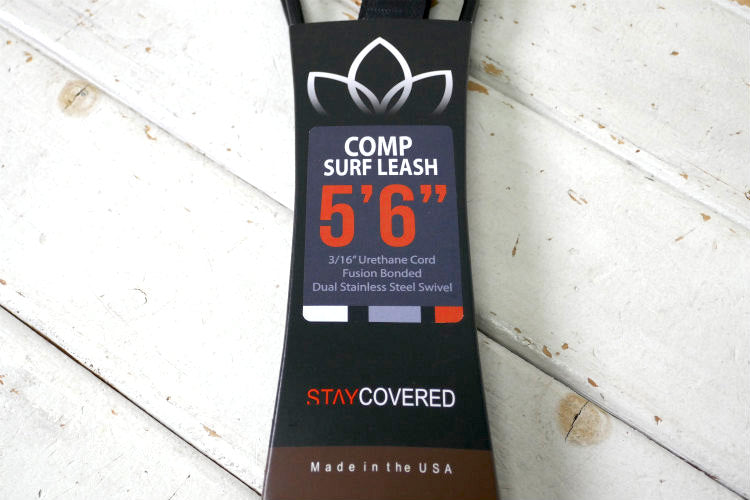 COMP
SURF LEASH
5’6”
3/16” Urethane Cord
Fusion Bonded
Dual Stainless Steel Swivel
STAYCOVERED
Made in the USA